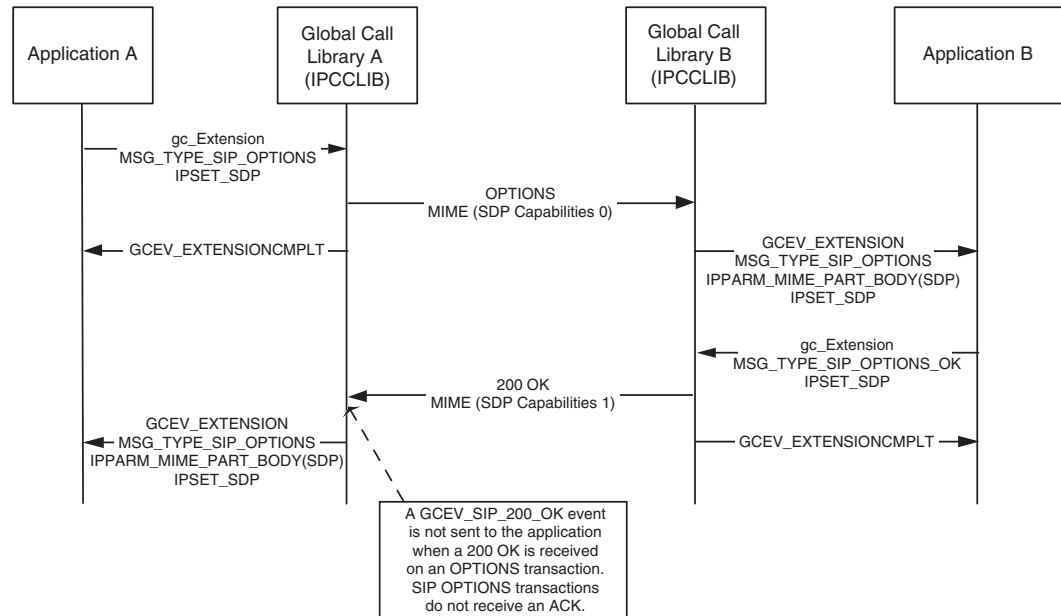 Application A
Global Call
Library A
(IPCCLIB)
Global Call
Library B
(IPCCLIB)
Application B
gc_Extension
MSG_TYPE_SIP_OPTIONS
IPSET_SDP
OPTIONS
MIME (SDP Capabilities 0)
GCEV_EXTENSIONCMPLT
GCEV_EXTENSION
MSG_TYPE_SIP_OPTIONS
IPPARM_MIME_PART_BODY(SDP)
IPSET_SDP
gc_Extension
MSG_TYPE_SIP_OPTIONS_OK
IPSET_SDP
200 OK
MIME (SDP Capabilities 1)
GCEV_EXTENSION
MSG_TYPE_SIP_OPTIONS
IPPARM_MIME_PART_BODY(SDP)
IPSET_SDP
GCEV_EXTENSIONCMPLT
A GCEV_SIP_200_OK event
is not sent to the application
when a 200 OK is received
on an OPTIONS transaction.
SIP OPTIONS transactions
do not receive an ACK.